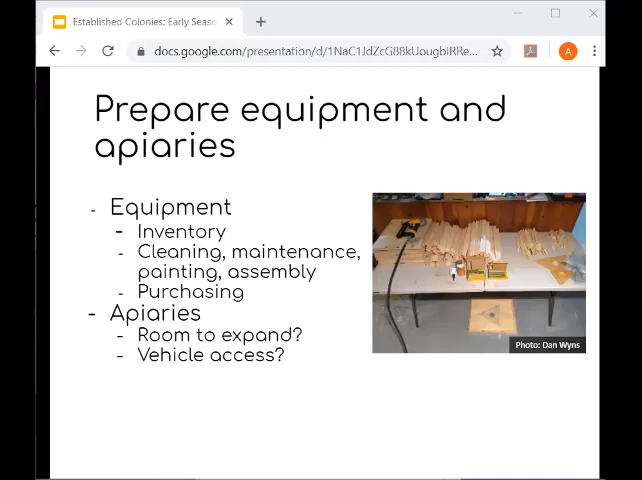 Established Colonies: Early Seaso
docs.google.com/presentation/d/1NaC1JdZcG88kUougbIRRe...
A
Prepare equipment and
apiaries
- Equipment
- Inventory
- Cleaning, maintenance,
painting, assembly
- Purchasing
- Apiaries
- Room to expand?
- Vehicle access?
Photo: Dan Wyns